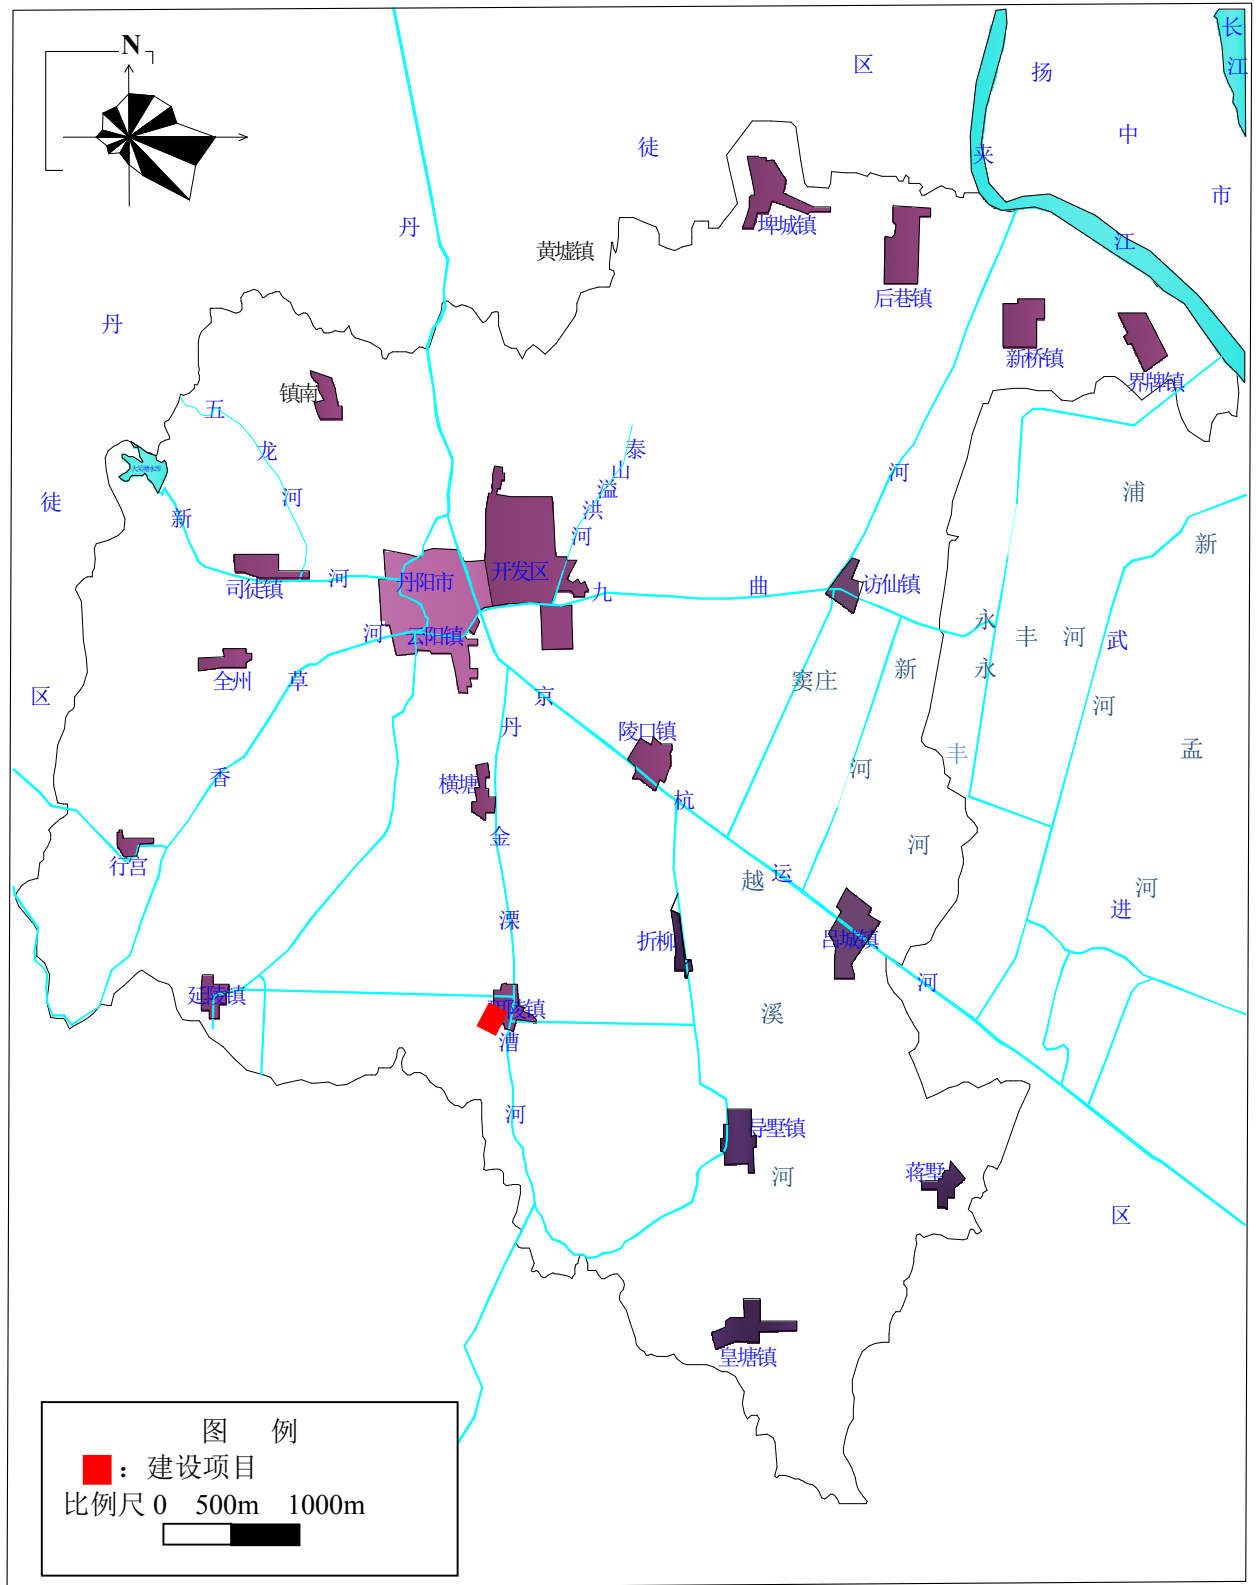 N
长
江
区
扬
中
市
徒
夹
江
丹
黄墟镇
埤城镇
后巷镇
新桥镇
界牌镇
丹
镇南
五
龙
河
泰
山
溢
洪
河
徒
新
河
司徒镇
丹阳市
开发区
云阳镇
九
曲
河
访仙镇
浦
新
河
永
丰
河
武
永
丰
河
孟
进
河
区
全州
草
香
河
京
丹
陵口镇
窦庄
新
河
横塘
金
杭
越
运
行宫
溧
折柳
吕城镇
河
延陵镇
陵镇
漕
溪
河
导墅镇
河
蒋墅
区
皇塘镇
图 例
：建设项目
比例尺 0 500m 1000m